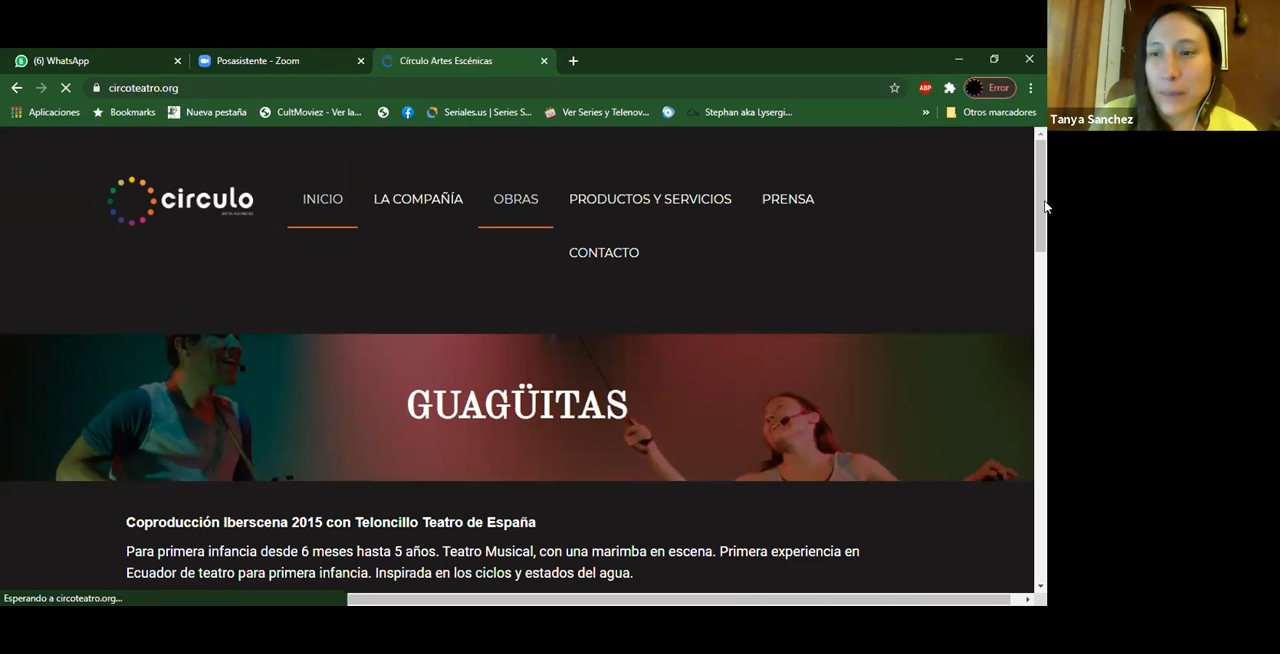 (6) WhatsApp
Posasistente - Zoom
Círculo Artes Escénicas
circoteatro.org
ABP
Error
Aplicaciones
Bookmarks
Nueva pestaña
CultMoviez - Ver la...
Seriales.us | Series S...
Ver Series y Telenov...
Stephan aka Lysergi...
»
Otros marcadores
Tanya Sanchez
circulo
INICIO
LA COMPAÑÍA
OBRAS
PRODUCTOS Y SERVICIOS
PRENSA
CONTACTO
GUAGÜITAS
Coproducción Iberscena 2015 con Teloncillo Teatro de España
Para primera infancia desde 6 meses hasta 5 años. Teatro Musical, con una marimba en escena. Primera experiencia en
Ecuador de teatro para primera infancia. Inspirada en los ciclos y estados del agua.
Esperando a circoteatro.org...